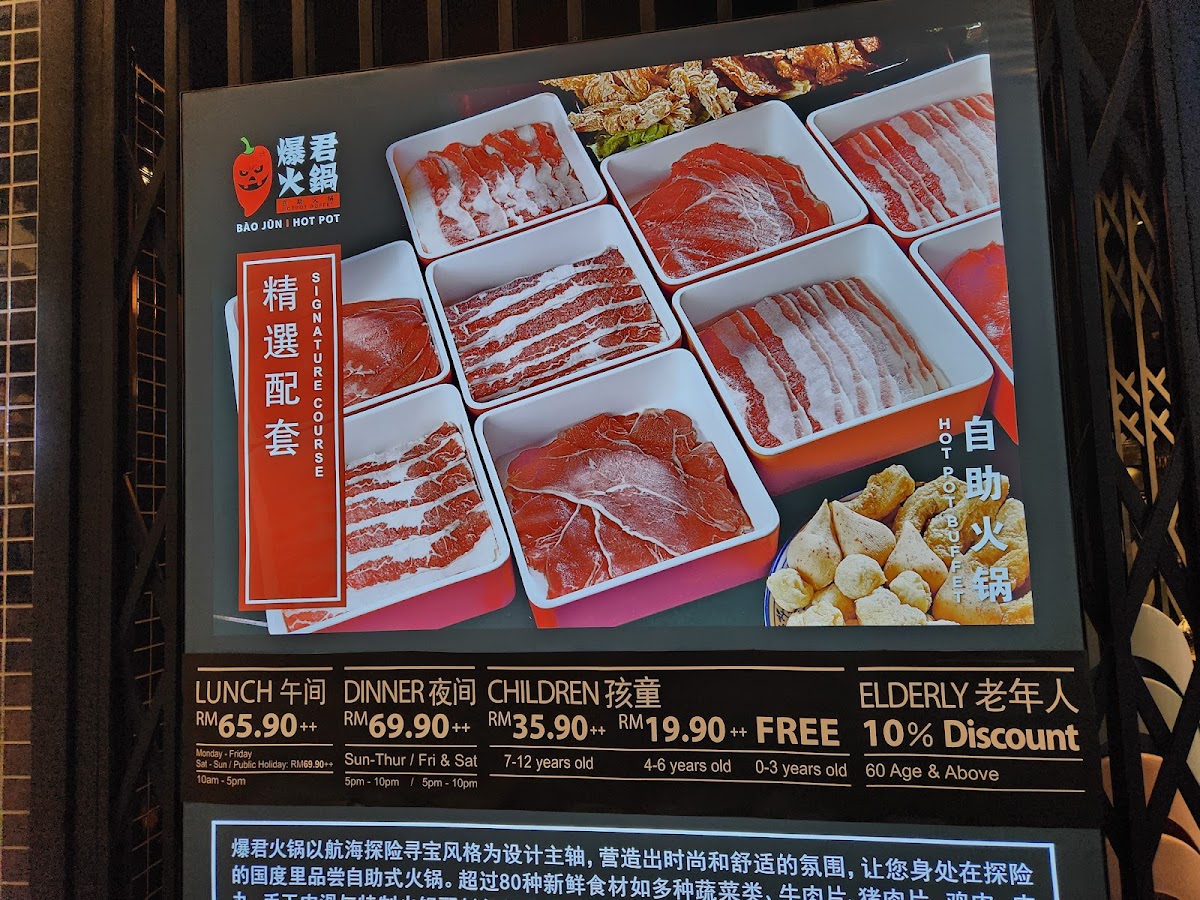 爆君
火鍋
BÀO JŪN | HOT POT
精選配套
SIGNATURE COURSE
自助火锅
HOTPOT BUFFET
LUNCH 午间
RM65.90++
Monday - Friday
Sat - Sun / Public Holiday: RM69.90++
10am - 5pm
DINNER 夜间
RM69.90++
Sun-Thur / Fri & Sat
5pm - 10pm / 5pm - 10pm
CHILDREN 孩童
RM35.90++ RM19.90++ FREE
7-12 years old 4-6 years old 0-3 years old
ELDERLY 老年人
10% Discount
60 Age & Above
爆君火锅以航海探险寻宝风格为设计主轴，营造出时尚和舒适的氛围，让您身处在探险
的国度里品尝自助式火锅。超过80种新鲜食材如多种蔬菜类、牛肉片、猪肉片、鸡肉、